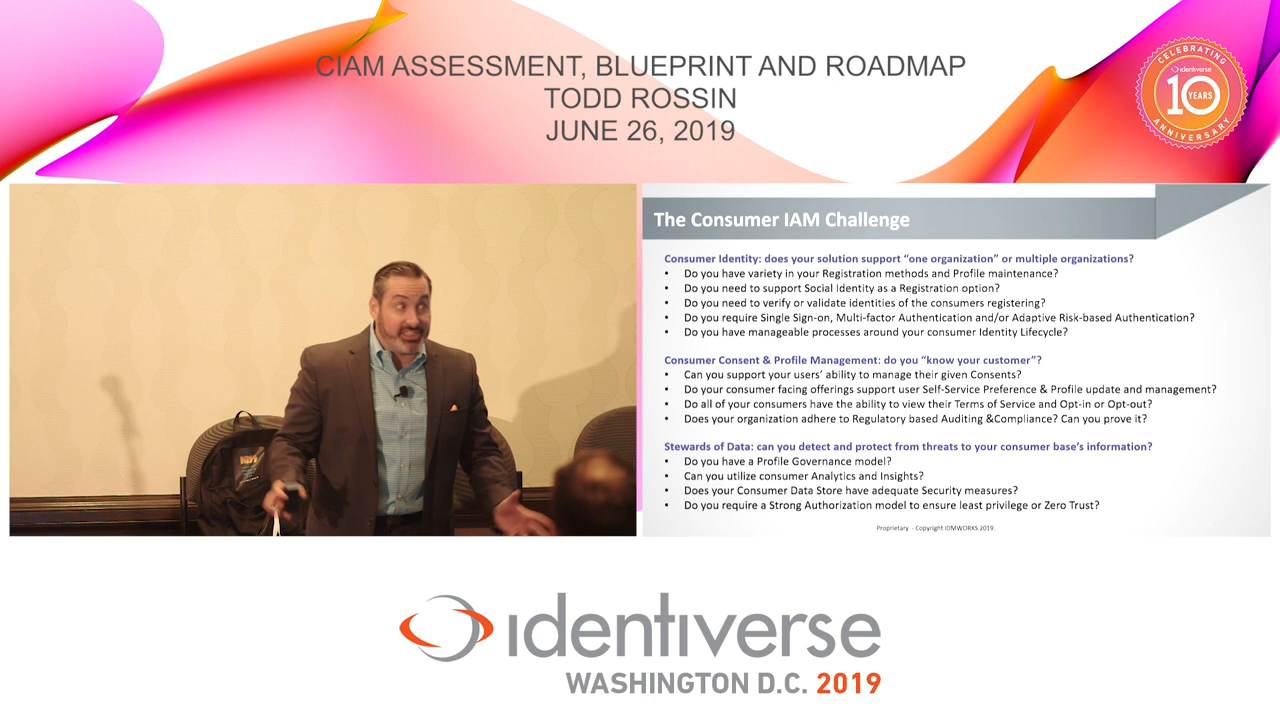 CIAM ASSESSMENT, BLUEPRINT AND ROADMAP
TODD ROSSIN
JUNE 26, 2019
CELEBRATING
identiverse
10 YEARS
ANNIVERSARY
The Consumer IAM Challenge
Consumer Identity: does your solution support “one organization” or multiple organizations?
• Do you have variety in your Registration methods and Profile maintenance?
• Do you need to support Social Identity as a Registration option?
• Do you need to verify or validate identities of the consumers registering?
• Do you require Single Sign-on, Multi-factor Authentication and/or Adaptive Risk-based Authentication?
• Do you have manageable processes around your consumer Identity Lifecycle?
Consumer Consent & Profile Management: do you “know your customer”?
• Can you support your users’ ability to manage their given Consents?
• Do your consumer facing offerings support user Self-Service Preference & Profile update and management?
• Do all of your consumers have the ability to view their Terms of Service and Opt-in or Opt-out?
• Does your organization adhere to Regulatory based Auditing &Compliance? Can you prove it?
Stewards of Data: can you detect and protect from threats to your consumer base’s information?
• Do you have a Profile Governance model?
• Can you utilize consumer Analytics and Insights?
• Does your Consumer Data Store have adequate Security measures?
• Do you require a Strong Authorization model to ensure least privilege or Zero Trust?
Proprietary - Copyright IDMWORKS 2019.
identiverse
WASHINGTON D.C. 2019